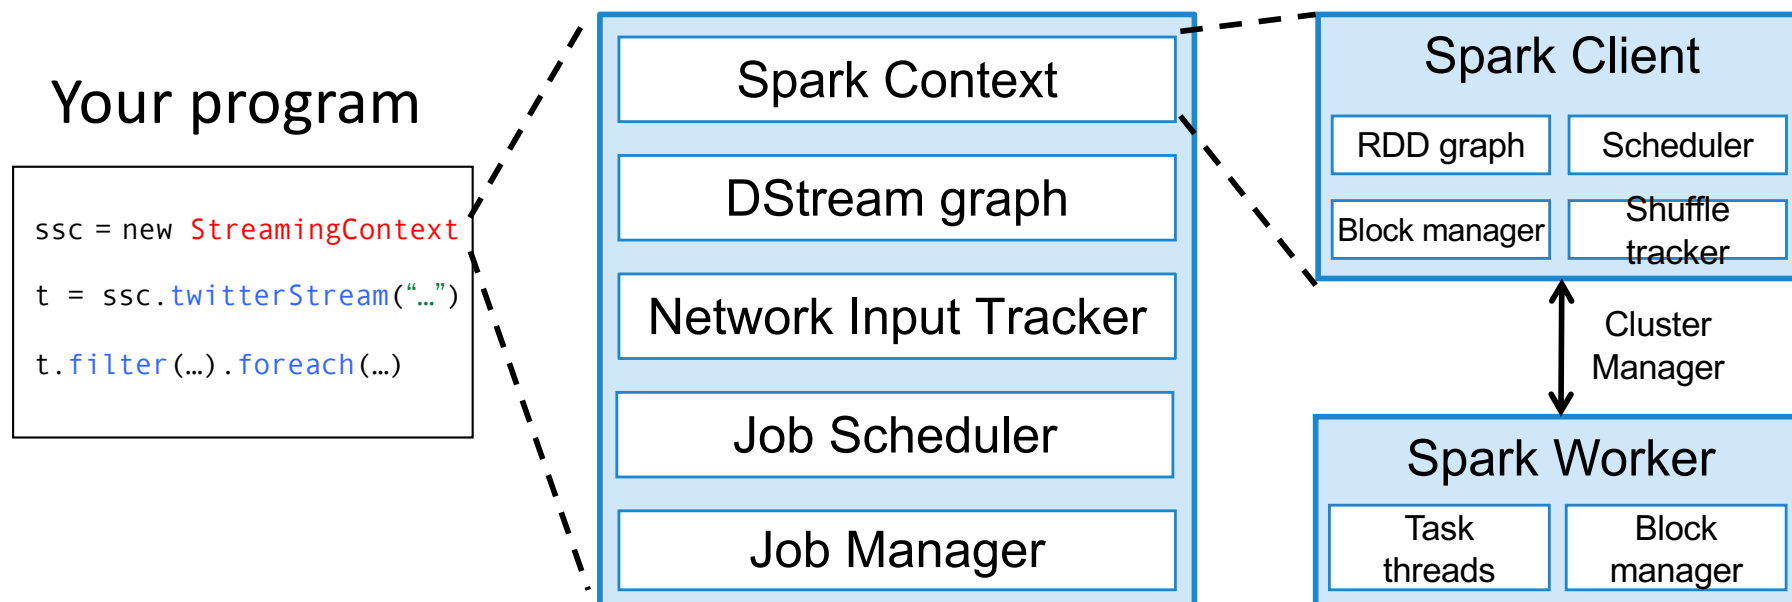 Your program
ssc = new StreamingContext
t = ssc.twitterStream(“…”)
t.filter(…).foreach(…)
Spark Context
DStream graph
Network Input Tracker
Job Scheduler
Job Manager
Spark Client
RDD graph
Scheduler
Block manager
Shuffle
tracker
Cluster
Manager
Spark Worker
Task
threads
Block
manager